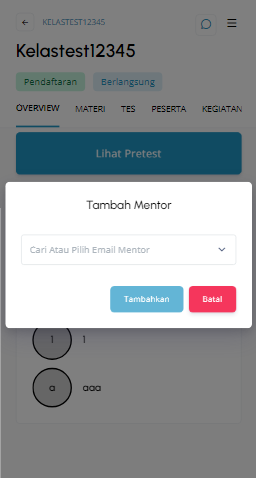 KELASTEST12345
Kelastest12345
Pendaftaran
Berlangsung
OVERVIEW
MATERI
TES
PESERTA
KEGIATAN
Lihat Pretest
Tambah Mentor
Cari Atau Pilih Email Mentor
Tambahkan
Batal
1
1
a
aaa